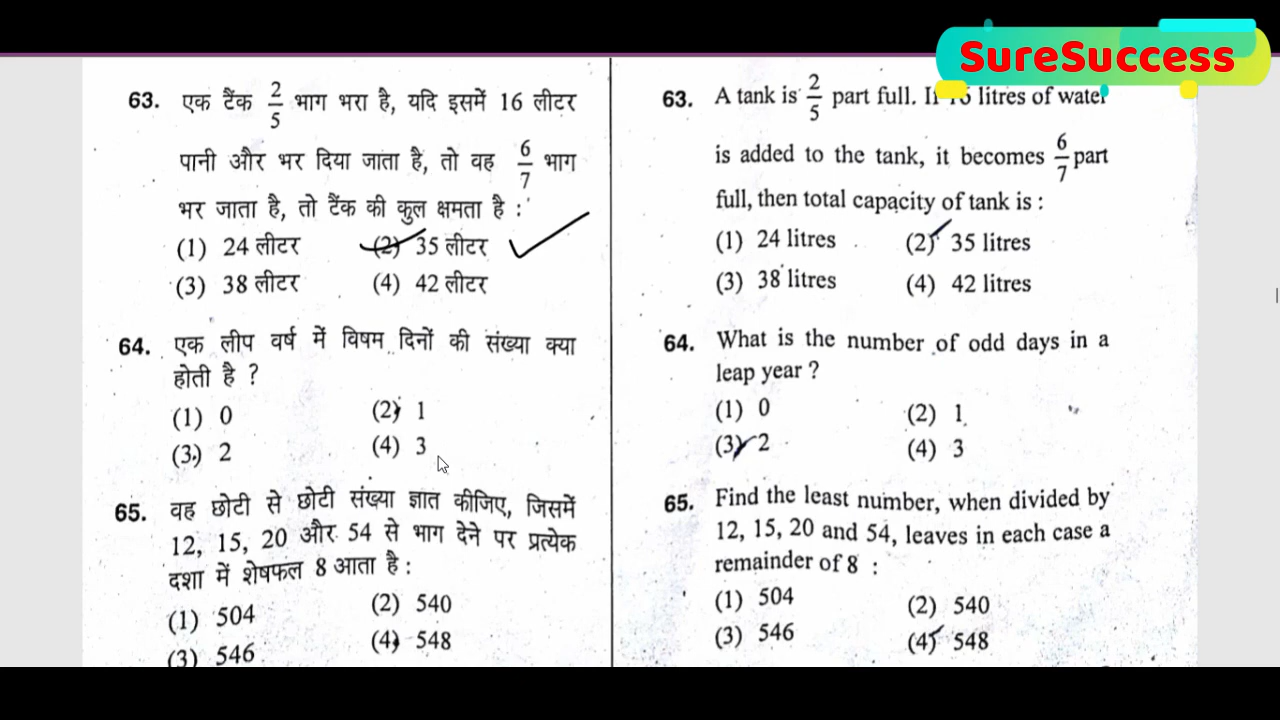 SureSuccess
63. एक टैंक 2/5 भाग भरा है, यदि इसमें 16 लीटर
पानी और भर दिया जाता है, तो वह 6/7 भाग
भर जाता है, तो टैंक की कुल क्षमता है :
(1) 24 लीटर (2) 35 लीटर
(3) 38 लीटर (4) 42 लीटर
64. एक लीप वर्ष में विषम दिनों की संख्या क्या
होती है ?
(1) 0 (2) 1
(3) 2 (4) 3
65. वह छोटी से छोटी संख्या ज्ञात कीजिए, जिसमें
12, 15, 20 और 54 से भाग देने पर प्रत्येक
दशा में शेषफल 8 आता है :
(1) 504 (2) 540
(3) 546 (4) 548
63. A tank is 2/5 part full. If 16 litres of water
is added to the tank, it becomes 6/7 part
full, then total capacity of tank is :
(1) 24 litres (2) 35 litres
(3) 38 litres (4) 42 litres
64. What is the number of odd days in a
leap year ?
(1) 0 (2) 1
(3) 2 (4) 3
65. Find the least number, when divided by
12, 15, 20 and 54, leaves in each case a
remainder of 8 :
(1) 504 (2) 540
(3) 546 (4) 548